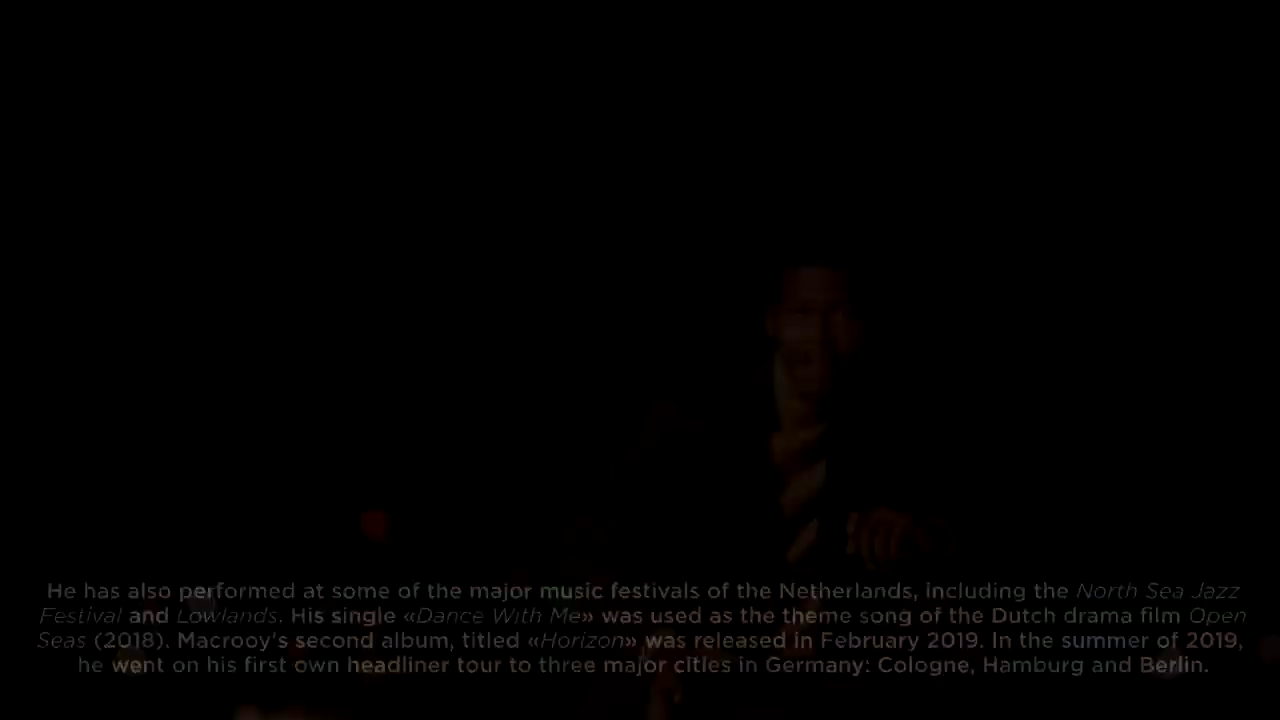 He has also performed at some of the major music festivals of the Netherlands, including the North Sea Jazz
Festival and Lowlands. His single «Dance With Me» was used as the theme song of the Dutch drama film Open
Seas (2018). Macrooy's second album, titled «Horizon» was released in February 2019. In the summer of 2019,
he went on his first own headliner tour to three major cities in Germany: Cologne, Hamburg and Berlin.